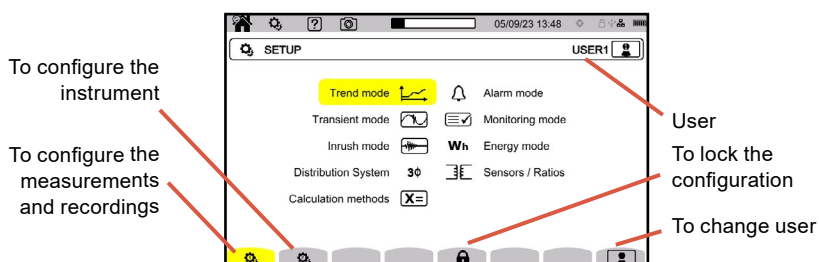 05/09/23 13:48
SETUP USER1
To configure the
instrument
Trend mode Alarm mode
Transient mode Monitoring mode
User
Inrush mode Wh Energy mode
To configure the
measurements
and recordings
To lock the
configuration
Distribution System 3Φ Sensors / Ratios
Calculation methods X=
To change user